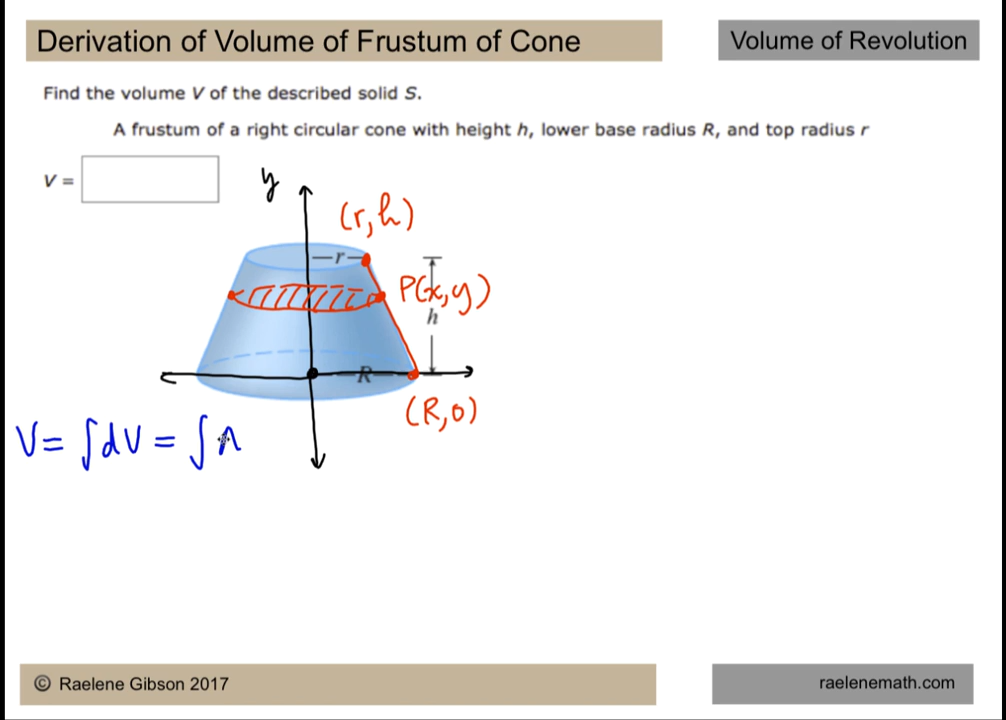 Derivation of Volume of Frustum of Cone
Volume of Revolution
Find the volume V of the described solid S.
A frustum of a right circular cone with height h, lower base radius R, and top radius r
V =
y
(r,h)
r
P(x,y)
h
R
(R,0)
V= ∫dV = ∫
© Raelene Gibson 2017
raelenemath.com